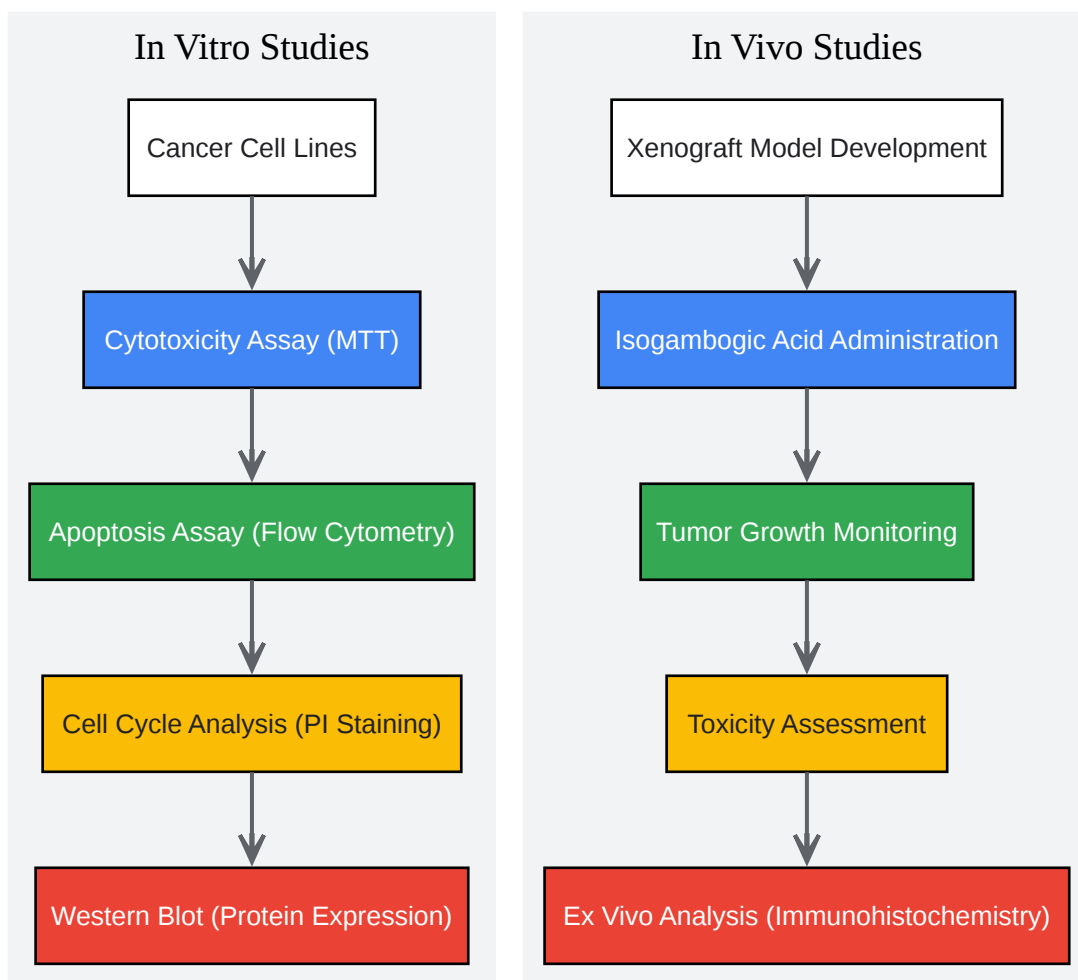 In Vitro Studies
Cancer Cell Lines
Cytotoxicity Assay (MTT)
Apoptosis Assay (Flow Cytometry)
Cell Cycle Analysis (PI Staining)
Western Blot (Protein Expression)
In Vivo Studies
Xenograft Model Development
Isogambogic Acid Administration
Tumor Growth Monitoring
Toxicity Assessment
Ex Vivo Analysis (Immunohistochemistry)